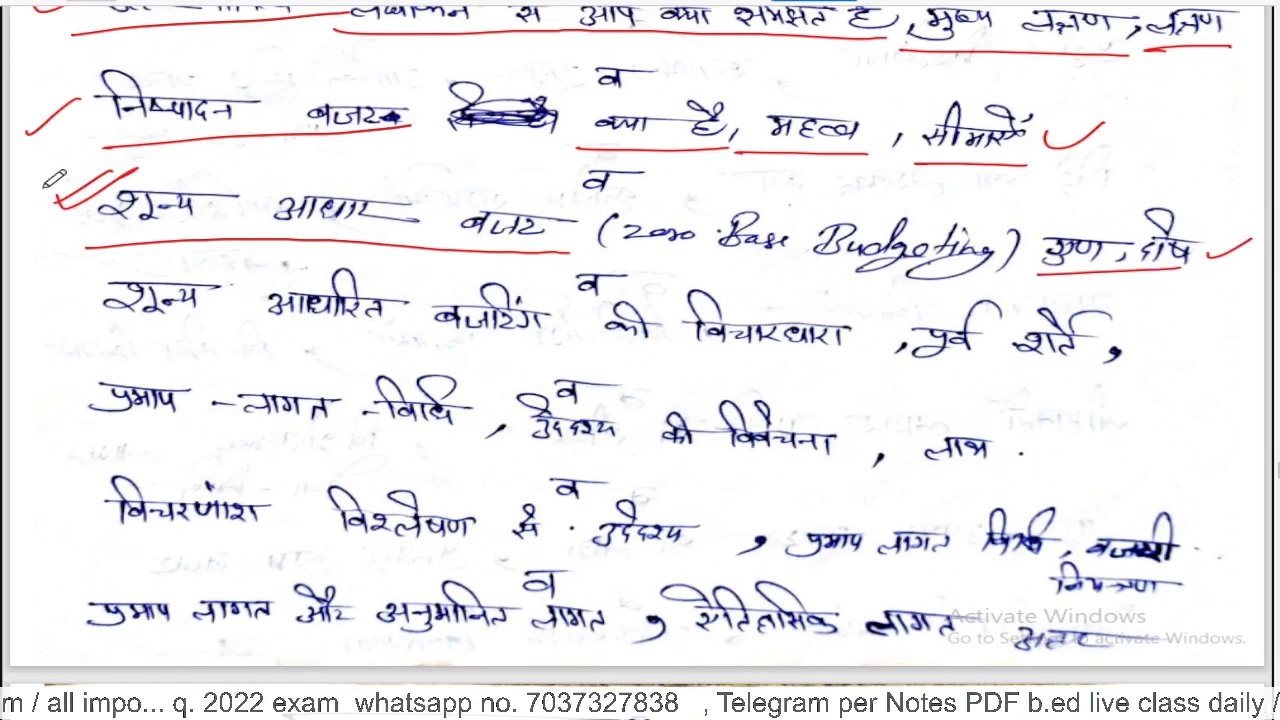 से आप क्या समझते है, मुख्य लक्षण, लक्षण
व
निष्पादन बजट क्या है, महत्व, सीमाऐं
व
शून्य आधार बजट (Zero Base Budgeting) गुण, दोष
व
शून्य आधारित बजटिंग की विचारधारा, पूर्व शर्ते,
व
प्रमाप - लागत - विधि, उद्देश्य की विवेचना, लाभ.
व
विचरणांश विश्लेषण से उद्देश्य, प्रमाप लागत विधि, बजटरी
नियन्त्रण
व
प्रमाप लागत और अनुमानित लागत, ऐतिहासिक लागत अन्तर
Activate Windows
Go to Settings to activate Windows.
m / all impo... q. 2022 exam whatsapp no. 7037327838 , Telegram per Notes PDF b.ed live class daily /